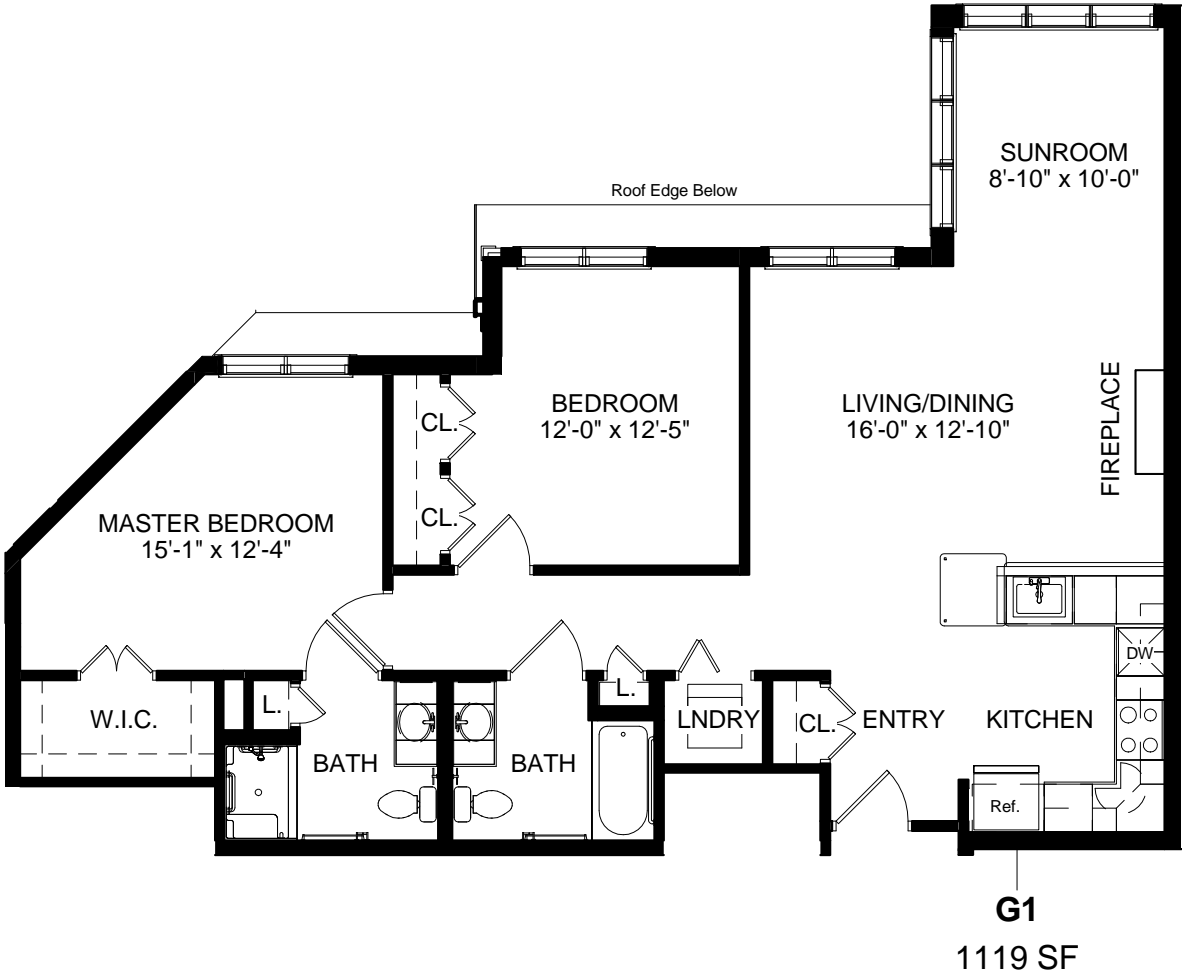 SUNROOM
8'-10" x 10'-0"
Roof Edge Below
FIREPLACE
BEDROOM
12'-0" x 12'-5"
LIVING/DINING
16'-0" x 12'-10"
CL.
CL.
MASTER BEDROOM
15'-1" x 12'-4"
DW
L.
L.
W.I.C.
LNDRY
CL.
ENTRY
KITCHEN
BATH
BATH
Ref.
G1
1119 SF